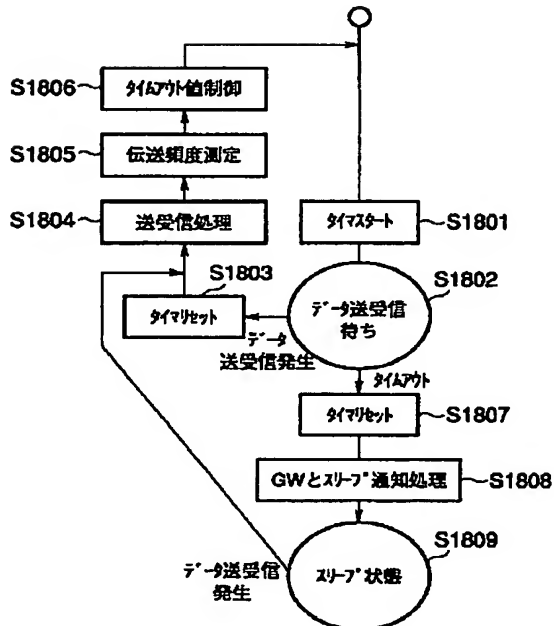 S1806
タイムアウト値制御
S1805
伝送頻度測定
S1804
送受信処理
タイマスタート
S1801
S1803
S1802
タイマリセット
データ送受信
待ち
データ
送受信発生
タイムアウト
タイマリセット
S1807
GWとスリープ通知処理
S1808
S1809
データ送受信
発生
スリープ状態